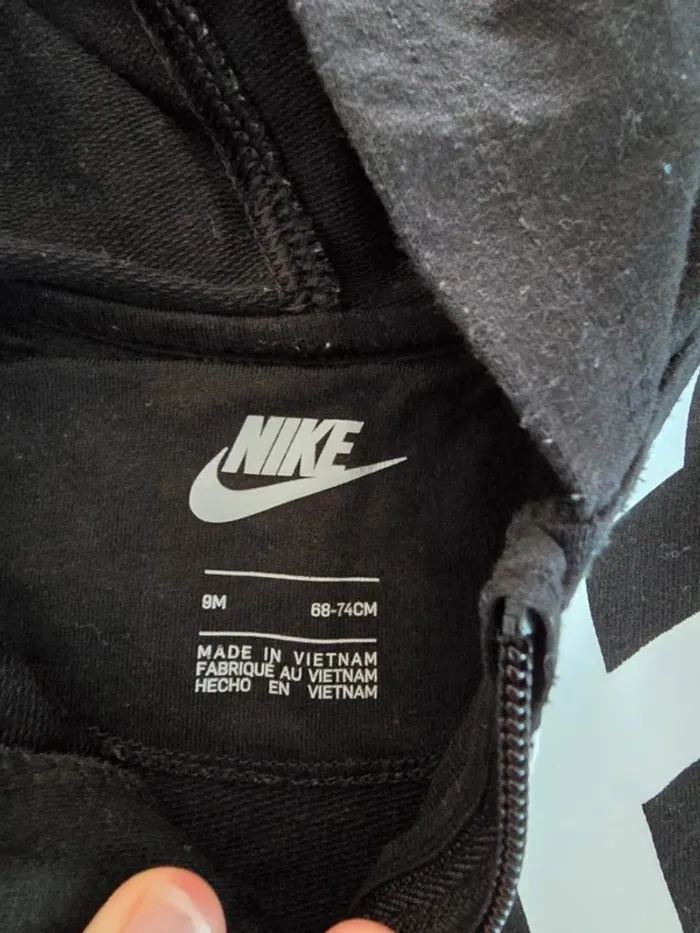 NIKE
9M 68-74CM
MADE IN VIETNAM
FABRIQUÉ AU VIETNAM
HECHO EN VIETNAM